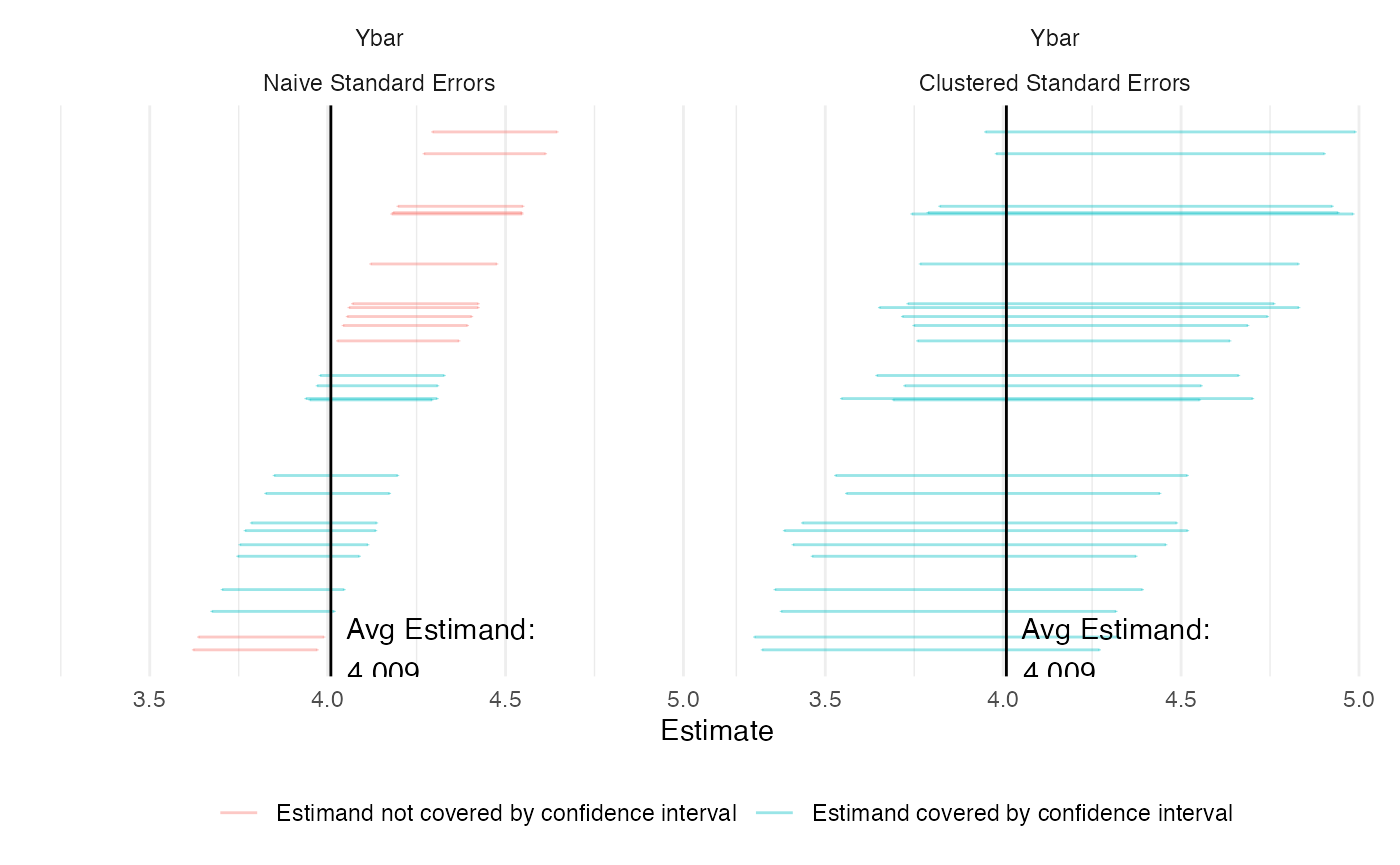 Ybar Ybar
Naive Standard Errors Clustered Standard Errors
Avg Estimand: Avg Estimand:
4.009 4.009
3.5 4.0 4.5 5.0 3.5 4.0 4.5 5.0
Estimate
Estimand not covered by confidence interval Estimand covered by confidence interval